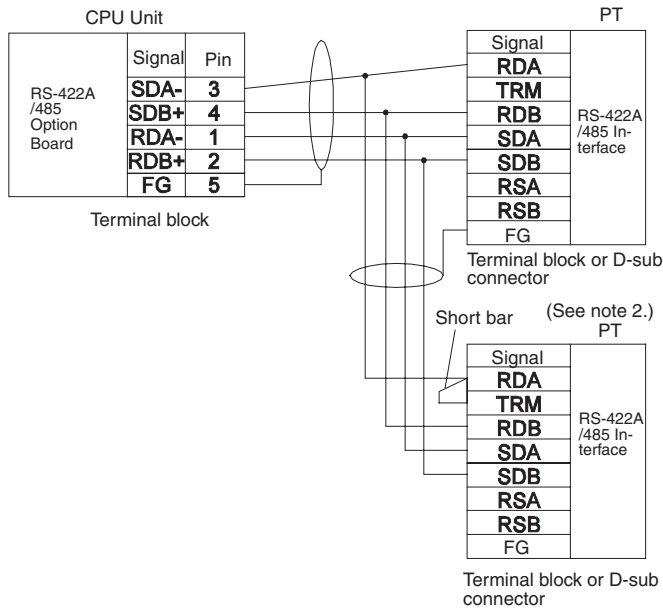 CPU Unit
RS-422A
/485
Option
Board
Signal Pin
SDA- 3
SDB+ 4
RDA- 1
RDB+ 2
FG 5
Terminal block
PT
Signal
RDA
TRM
RDB
SDA
SDB
RSA
RSB
FG
RS-422A
/485 In-
terface
Terminal block or D-sub
connector
Short bar
(See note 2.)
PT
Signal
RDA
TRM
RDB
SDA
SDB
RSA
RSB
FG
RS-422A
/485 In-
terface
Terminal block or D-sub
connector